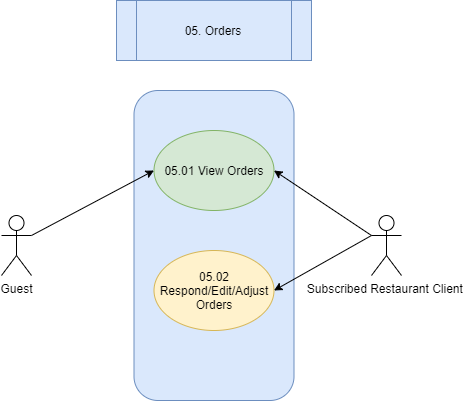 05. Orders
05.01 View Orders
05.02
Respond/Edit/Adjust
Orders
Guest
Subscribed Restaurant Client